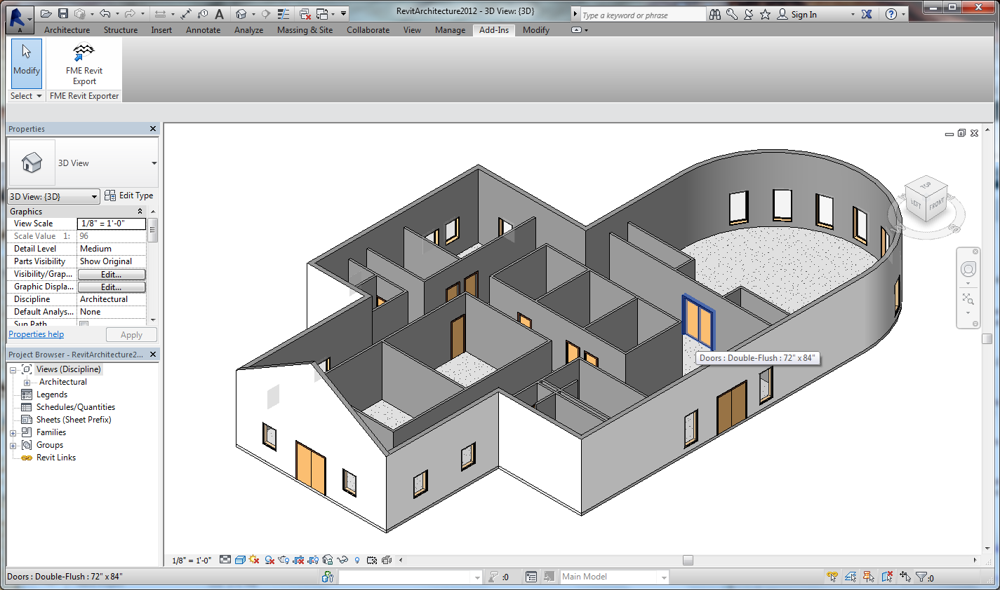 RevitArchitecture2012 - 3D View: {3D}
Type a keyword or phrase
Sign In
A
Architecture Structure Insert Annotate Analyze Massing & Site Collaborate View Manage Add-Ins Modify
Modify
FME Revit
Export
Select
FME Revit Exporter
Properties
3D View
3D View: {3D}
Edit Type
Graphics
View Scale 1/8" = 1'-0"
Scale Value 1: 96
Detail Level Medium
Parts Visibility Show Original
Visibility/Grap... Edit...
Graphic Displa... Edit...
Discipline Architectural
Default Analys... None
Sun Path
Properties help
Apply
Project Browser - RevitArchitecture2...
Views (Discipline)
Architectural
Legends
Schedules/Quantities
Sheets (Sheet Prefix)
Families
Groups
Revit Links
TOP
LEFT
FRONT
Doors : Double-Flush : 72" x 84"
1/8" = 1'-0"
Doors : Double-Flush : 72" x 84"
:0
Main Model
:0